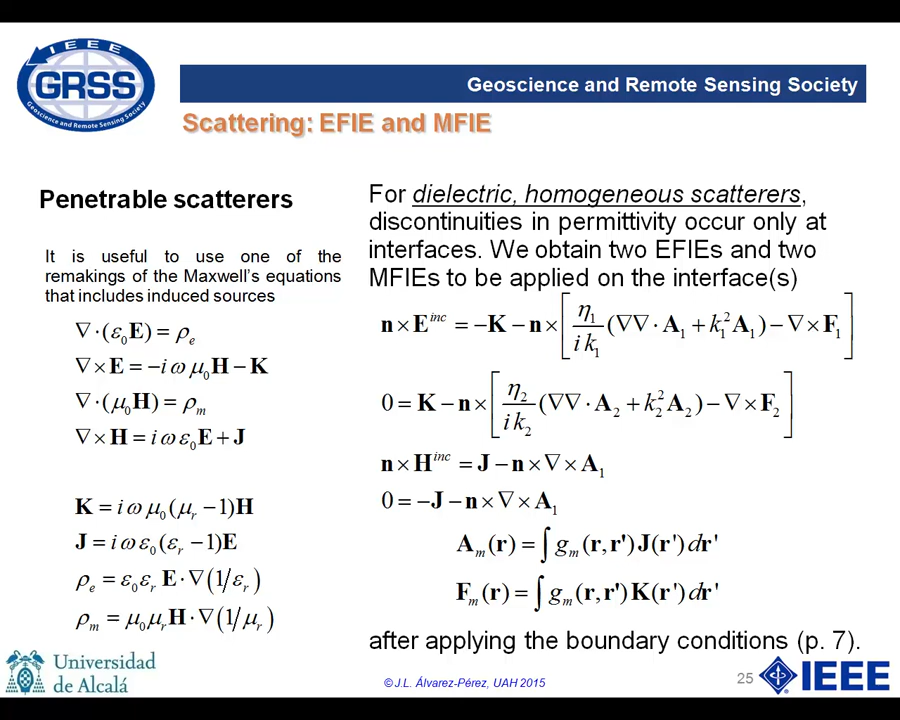 IEEE
GRSS
Geoscience and Remote Sensing Society
Geoscience and Remote Sensing Society
Scattering: EFIE and MFIE
Penetrable scatterers
It is useful to use one of the
remakings of the Maxwell's equations
that includes induced sources
∇·(ε₀E) = ρₑ
∇×E = −iωμ₀H − K
∇·(μ₀H) = ρₘ
∇×H = iωε₀E + J
K = iωμ₀(μᵣ −1)H
J = iωε₀(εᵣ −1)E
ρₑ = ε₀εᵣ E·∇(1/εᵣ)
ρₘ = μ₀μᵣH·∇(1/μᵣ)
For dielectric, homogeneous scatterers,
discontinuities in permittivity occur only at
interfaces. We obtain two EFIEs and two
MFIEs to be applied on the interface(s)
n×E^inc = −K − n×[η₁/(i k₁) (∇∇·A₁ + k₁²A₁) − ∇×F₁]
0 = K − n×[η₂/(i k₂) (∇∇·A₂ + k₂²A₂) − ∇×F₂]
n×H^inc = J − n×∇×A₁
0 = −J − n×∇×A₁
Aₘ(r) = ∫ gₘ(r,r')J(r')dr'
Fₘ(r) = ∫ gₘ(r,r')K(r')dr'
after applying the boundary conditions (p. 7).
Universidad
de Alcalá
© J.L. Álvarez-Pérez, UAH 2015
25
IEEE